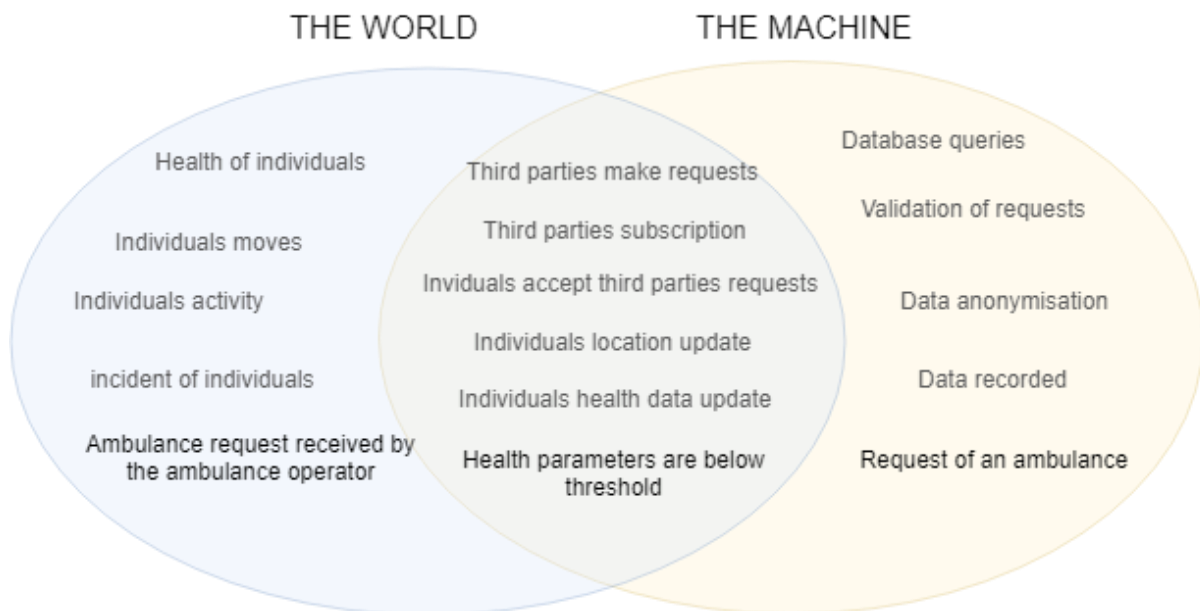 THE WORLD
THE MACHINE
Health of individuals
Individuals moves
Individuals activity
incident of individuals
Ambulance request received by
the ambulance operator
Third parties make requests
Third parties subscription
Inviduals accept third parties requests
Individuals location update
Individuals health data update
Health parameters are below
threshold
Database queries
Validation of requests
Data anonymisation
Data recorded
Request of an ambulance